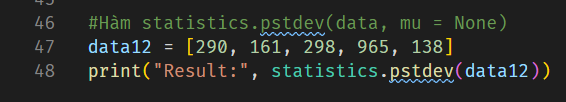 46 #Hàm statistics.pstdev(data, mu = None)
47 data12 = [290, 161, 298, 965, 138]
48 print("Result:", statistics.pstdev(data12))